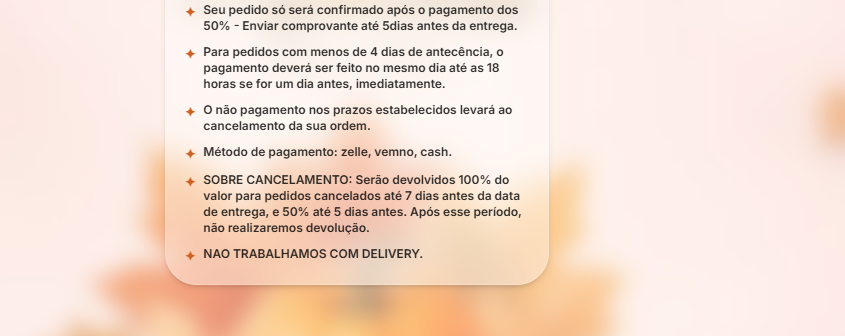 Seu pedido só será confirmado após o pagamento dos
50% - Enviar comprovante até 5dias antes da entrega.
Para pedidos com menos de 4 dias de antecência, o
pagamento deverá ser feito no mesmo dia até as 18
horas se for um dia antes, imediatamente.
O não pagamento nos prazos estabelecidos levará ao
cancelamento da sua ordem.
Método de pagamento: zelle, vemno, cash.
SOBRE CANCELAMENTO: Serão devolvidos 100% do
valor para pedidos cancelados até 7 dias antes da data
de entrega, e 50% até 5 dias antes. Após esse período,
não realizaremos devolução.
NAO TRABALHAMOS COM DELIVERY.